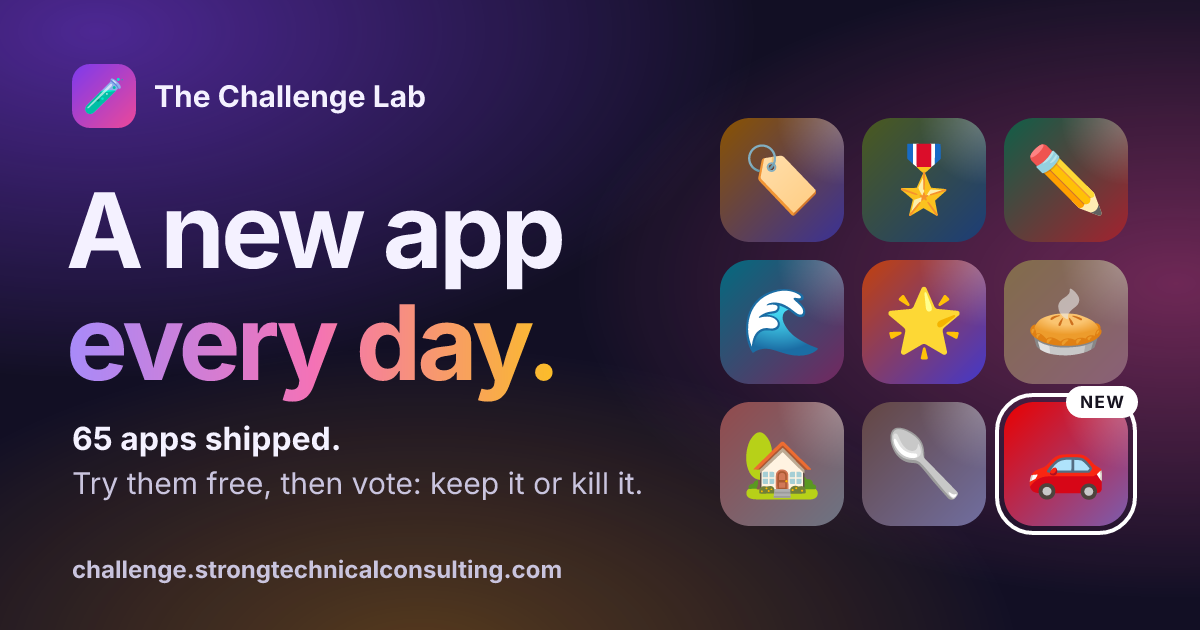 The Challenge Lab
A new app
every day.
65 apps shipped.
Try them free, then vote: keep it or kill it.
challenge.strongtechnicalconsulting.com
NEW